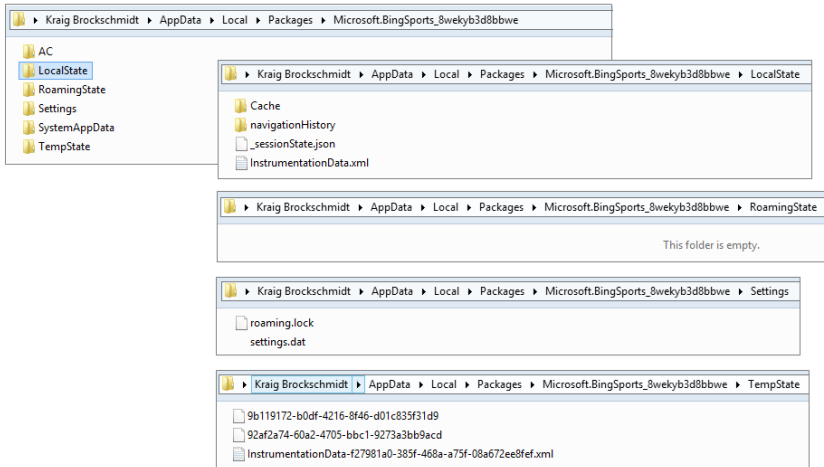 Kraig Brockschmidt AppData Local Packages Microsoft.BingSports_8wekyb3d8bbwe
AC
LocalState
RoamingState
Settings
SystemAppData
TempState
Kraig Brockschmidt AppData Local Packages Microsoft.BingSports_8wekyb3d8bbwe LocalState
Cache
navigationHistory
_sessionState.json
InstrumentationData.xml
Kraig Brockschmidt AppData Local Packages Microsoft.BingSports_8wekyb3d8bbwe RoamingState
This folder is empty.
Kraig Brockschmidt AppData Local Packages Microsoft.BingSports_8wekyb3d8bbwe Settings
roaming.lock
settings.dat
Kraig Brockschmidt AppData Local Packages Microsoft.BingSports_8wekyb3d8bbwe TempState
9b119172-b0df-4216-8f46-d01c835f31d9
92af2a74-60a2-4705-bbc1-9273a3bb9acd
InstrumentationData-f27981a0-385f-468a-a75f-08a672ee8fef.xml